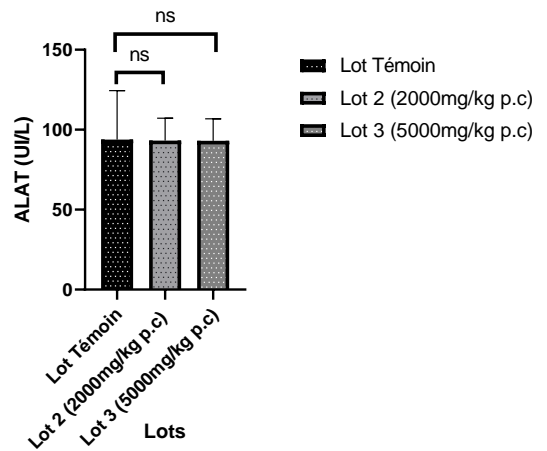 ns
ns
150
100
50
0
ALAT (UI/L)
Lot Témoin
Lot 2 (2000mg/kg p.c)
Lot 3 (5000mg/kg p.c)
Lots
Lot Témoin
Lot 2 (2000mg/kg p.c)
Lot 3 (5000mg/kg p.c)